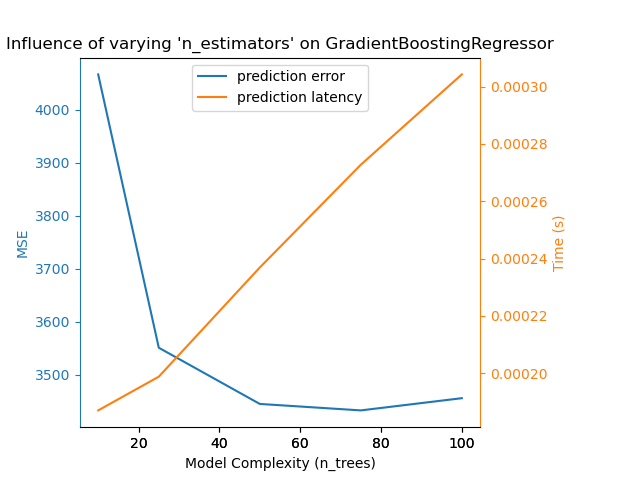 Influence of varying 'n_estimators' on GradientBoostingRegressor
prediction error
prediction latency
4000
3900
3800
3700
3600
3500
MSE
0.00030
0.00028
0.00026
0.00024
0.00022
0.00020
Time (s)
20 40 60 80 100
Model Complexity (n_trees)